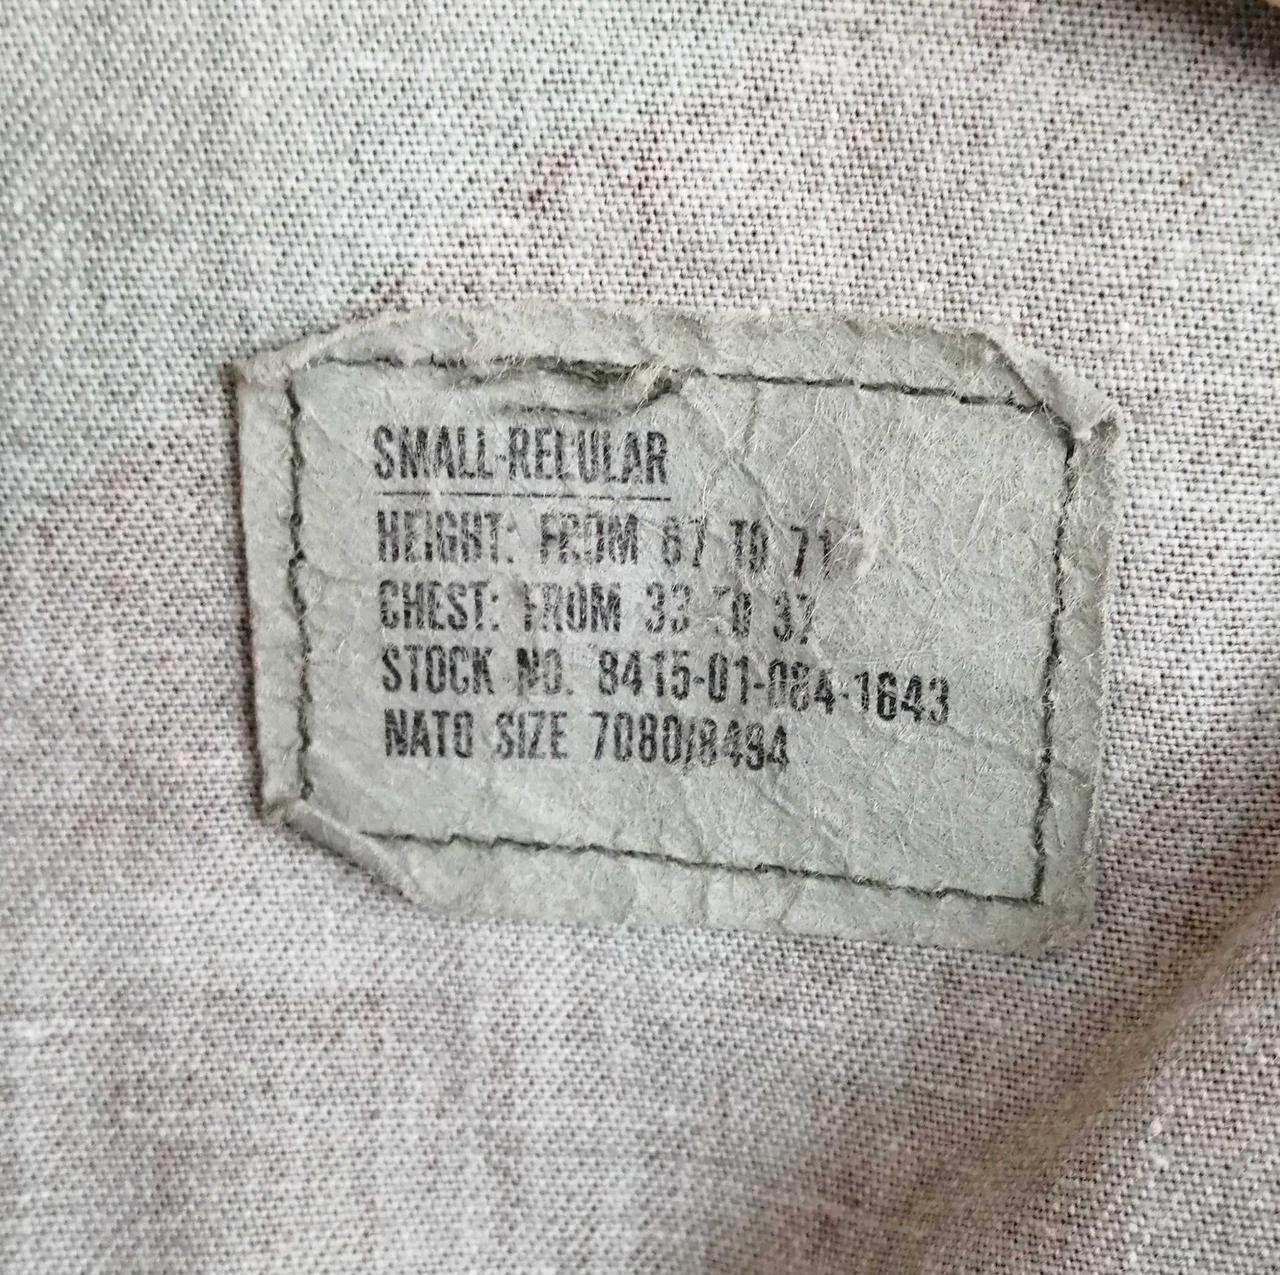 SMALL-REGULAR
HEIGHT: FROM 67 TO 71
CHEST: FROM 33 TO 37
STOCK NO. 8415-01-084-1643
NATO SIZE 7080/8494